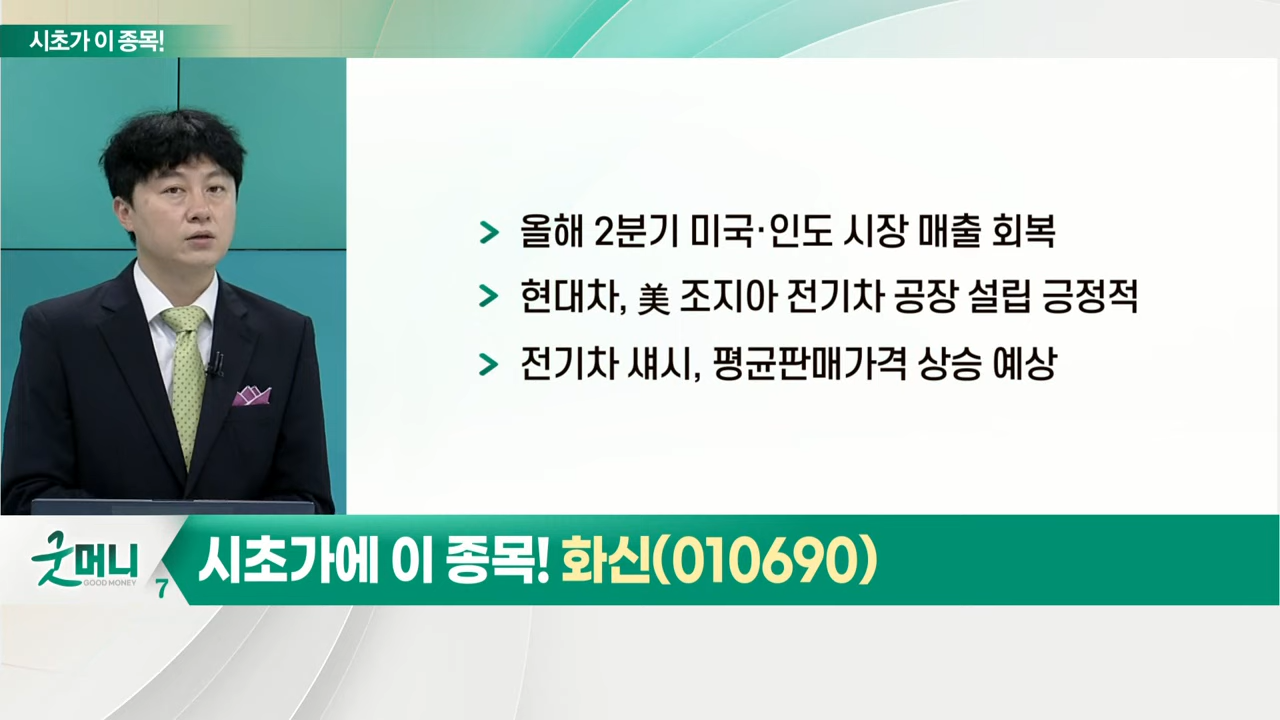 시초가 이 종목!
> 올해 2분기 미국·인도 시장 매출 회복
> 현대차, 美 조지아 전기차 공장 설립 긍정적
> 전기차 섀시, 평균판매가격 상승 예상
굿머니
GOOD MONEY
7
시초가에 이 종목! 화신(010690)